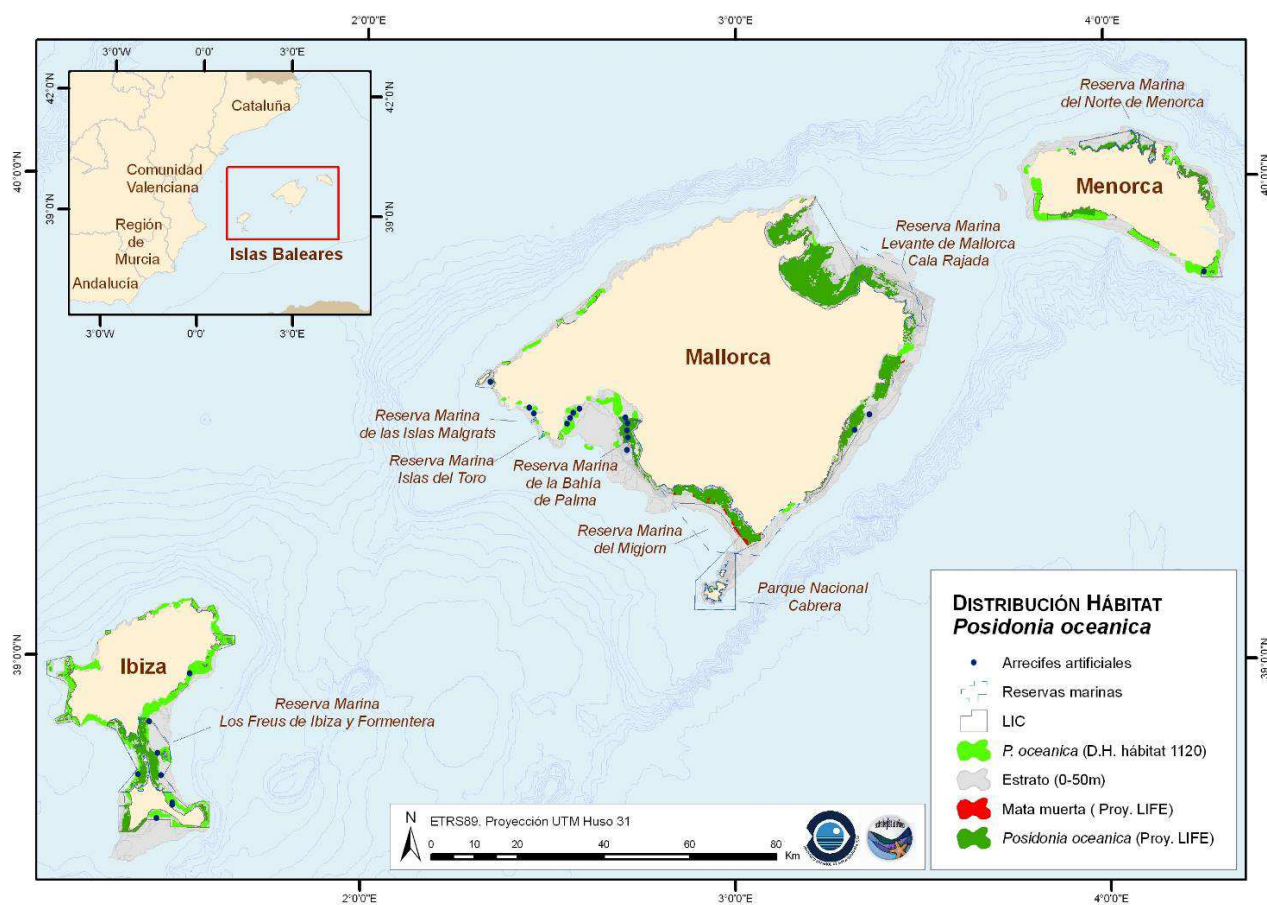 2°0'0"E
3°0'0"E
4°0'0"E
3°0'W
0°0'
3°0'E
42°0'N
42°0'N
39°0'N
39°0'N
3°0'W
0°0'
3°0'E
Cataluña
Comunidad
Valenciana
Región
de
Murcia
Andalucía
Islas Baleares
40°0'0"N
40°0'0"N
Reserva Marina
del Norte de Menorca
Menorca
Reserva Marina
Levante de Mallorca
Cala Rajada
Mallorca
Reserva Marina
de las Islas Malgrats
Reserva Marina
Islas del Toro
Reserva Marina
de la Bahía
de Palma
Reserva Marina
del Migjorn
Parque Nacional
Cabrera
39°0'0"N
39°0'0"N
Ibiza
Reserva Marina
Los Freus de Ibiza y Formentera
DISTRIBUCIÓN HÁBITAT
Posidonia oceanica
Arrecifes artificiales
Reservas marinas
LIC
P. oceanica (D.H. hábitat 1120)
Estrato (0-50m)
Mata muerta ( Proy. LIFE)
Posidonia oceanica (Proy. LIFE)
N
ETRS89. Proyección UTM Huso 31
0 10 20 40 60 80
Km
2°0'0"E
3°0'0"E
4°0'0"E